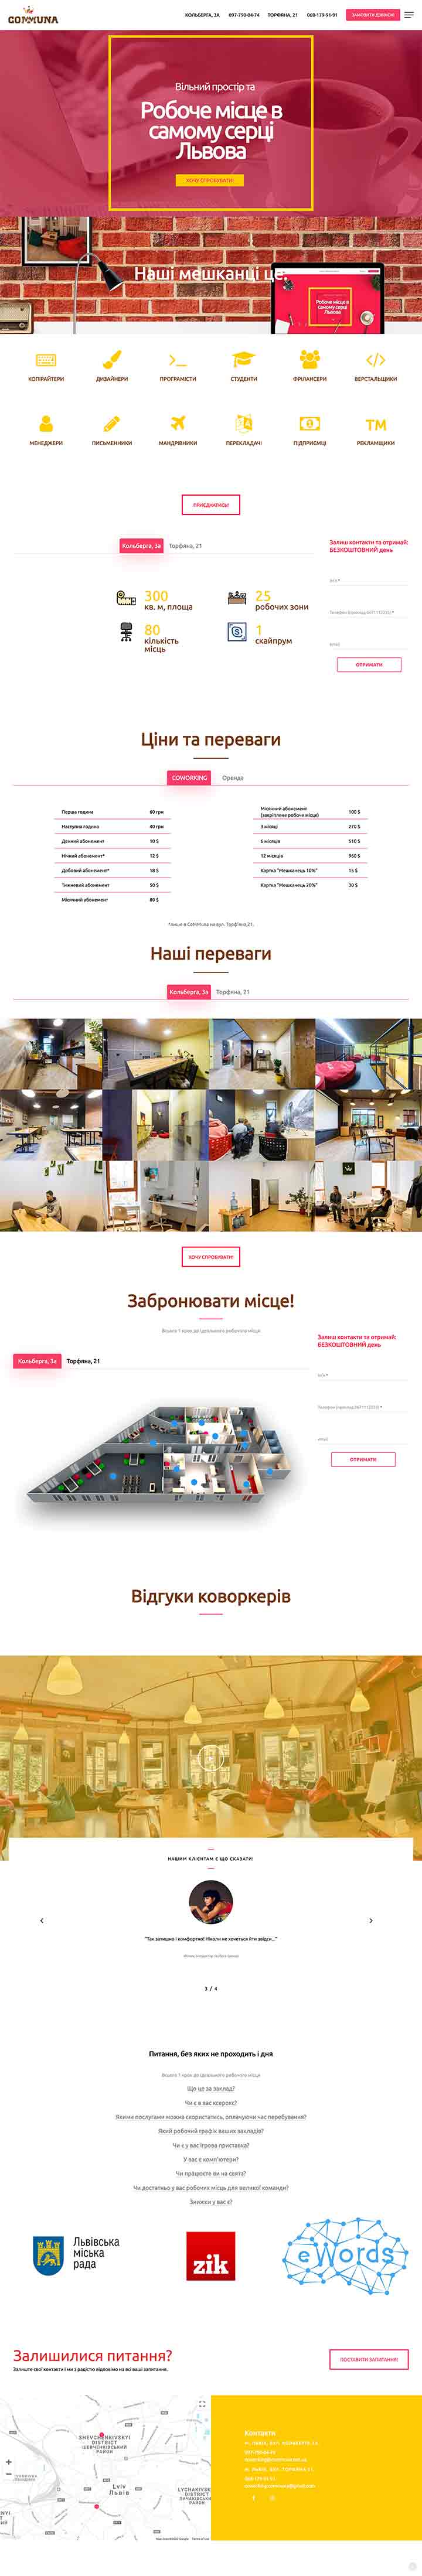 COMMUNA
КОЛЬБЕРГА, 3А 097-790-04-74 ТОРФЯНА, 21 068-179-91-91 ЗАМОВИТИ ДЗВІНОК!
Вільний простір та
Робоче місце в
самому серці
Львова
ХОЧУ СПРОБУВАТИ!
Наші мешканці це:
Робоче місце в
самому серці
Львова
КОПІРАЙТЕРИ ДИЗАЙНЕРИ ПРОГРАМІСТИ СТУДЕНТИ ФРІЛАНСЕРИ ВЕРСТАЛЬЩИКИ
TM
МЕНЕДЖЕРИ ПИСЬМЕННИКИ МАНДРІВНИКИ ПЕРЕКЛАДАЧІ ПІДПРИЄМЦІ РЕКЛАМЩИКИ
ПРИЄДНАТИСЬ!
Кольберга, 3а Торфяна, 21
Залиш контакти та отримай:
БЕЗКОШТОВНИЙ день
300
кв. м, площа
25
робочих зони
80
кількість
місць
1
скайпрум
ОТРИМАТИ
Ціни та переваги
COWORKING Оренда
Перша година 60 грн
Наступна година 40 грн
Денний абонемент 10 $
Нічний абонемент* 12 $
Добовий абонемент* 18 $
Тижневий абонемент 50 $
Місячний абонемент 80 $
Місячний абонемент
(закріплене робоче місце) 100 $
3 місяці 270 $
6 місяців 510 $
12 місяців 960 $
Картка "Мешканець 10%" 15 $
Картка "Мешканець 20%" 30 $
*лише в CoMMuna на вул. Торф'яна,21.
Наші переваги
Кольберга, 3а Торфяна, 21
ХОЧУ СПРОБУВАТИ!
Забронювати місце!
Всього 1 крок до ідеального робочого місця
Кольберга, 3а Торфяна, 21
Залиш контакти та отримай:
БЕЗКОШТОВНИЙ день
ОТРИМАТИ
Відгуки коворкерів
НАШИМ КЛІЄНТАМ Є ЩО СКАЗАТИ!
"Так затишно і комфортно! Нікали не хочеться йти звідси..."
3 / 4
Питання, без яких не проходить і дня
Всього 1 крок до ідеального робочого місця
Що це за заклад?
Чи є в вас ксерокс?
Якими послугами можна скористатись, оплачуючи час перебування?
Який робочий графік ваших закладів?
Чи є у вас ігрова приставка?
У вас є комп'ютери?
Чи працюєте ви на свята?
Чи достатньо у вас робочих місць для великої команди?
Знижки у вас є?
Львівська
міська
рада
zik
eWords
Залишилися питання?
Залиште свої контакти і ми з радістю відповімо на всі ваші запитання.
ПОСТАВИТИ ЗАПИТАННЯ!
SHEVCHENKIVSKYI
DISTRICT
ШЕВЧЕНКІВСЬКИЙ
РАЙОН
Lviv
Львів
LYCHAKIVSKYI
DISTRICT
ЛИЧАКІВСЬКИЙ
РАЙОН
Контакти